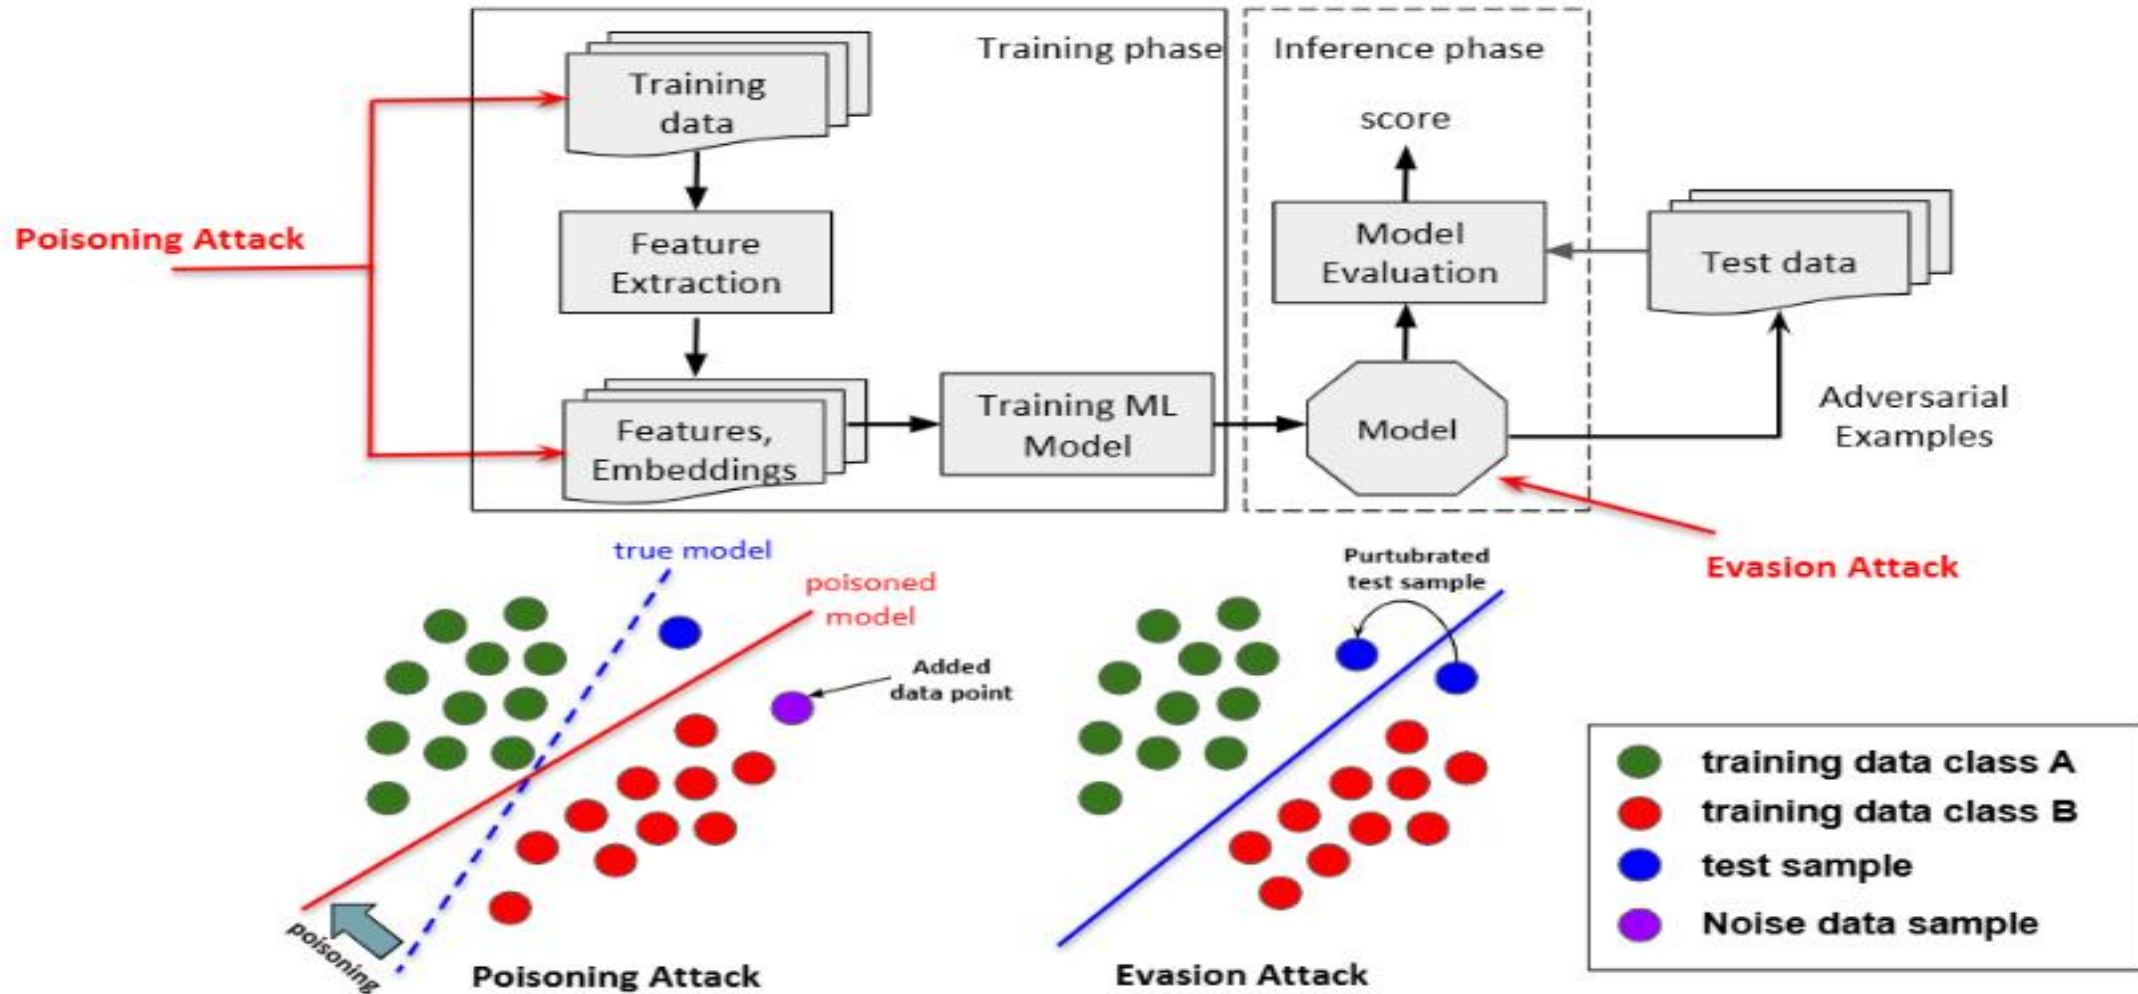 Training phase
Inference phase
Training
data
score
Poisoning Attack
Feature
Extraction
Model
Evaluation
Test data
Features,
Embeddings
Training ML
Model
Model
Adversarial
Examples
Evasion Attack
true model
poisoned
model
Added
data point
poisoning
Poisoning Attack
Purtubrated
test sample
Evasion Attack
training data class A
training data class B
test sample
Noise data sample